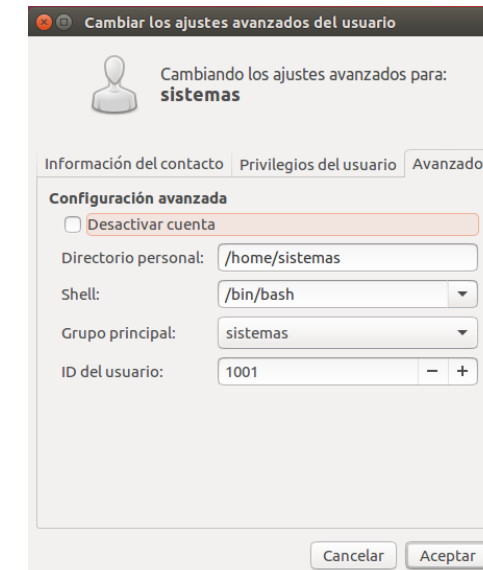 Cambiar los ajustes avanzados del usuario
Cambiando los ajustes avanzados para:
sistemas
Información del contacto Privilegios del usuario Avanzado
Configuración avanzada
Desactivar cuenta
Directorio personal: /home/sistemas
Shell: /bin/bash
Grupo principal: sistemas
ID del usuario: 1001 − +
Cancelar Aceptar